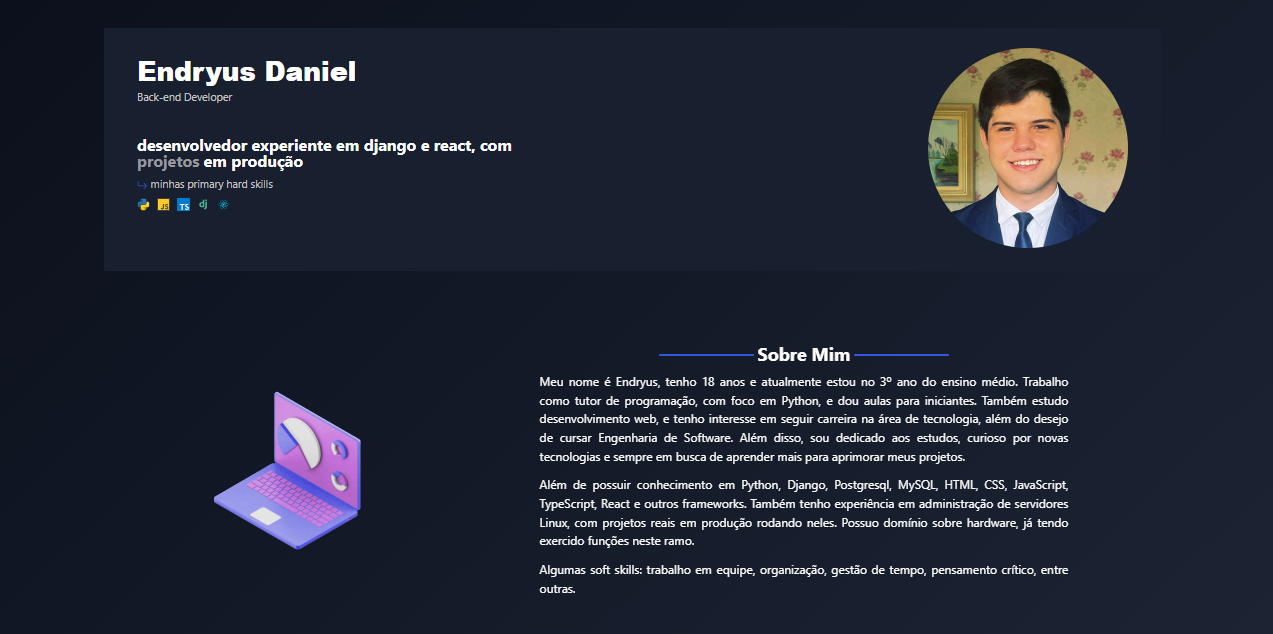 Endryus Daniel
Back-end Developer
desenvolvedor experiente em django e react, com
projetos em produção
minhas primary hard skills
JS TS dj
Sobre Mim
Meu nome é Endryus, tenho 18 anos e atualmente estou no 3º ano do ensino médio. Trabalho
como tutor de programação, com foco em Python, e dou aulas para iniciantes. Também estudo
desenvolvimento web, e tenho interesse em seguir carreira na área de tecnologia, além do desejo
de cursar Engenharia de Software. Além disso, sou dedicado aos estudos, curioso por novas
tecnologias e sempre em busca de aprender mais para aprimorar meus projetos.
Além de possuir conhecimento em Python, Django, Postgresql, MySQL, HTML, CSS, JavaScript,
TypeScript, React e outros frameworks. Também tenho experiência em administração de servidores
Linux, com projetos reais em produção rodando neles. Possuo domínio sobre hardware, já tendo
exercido funções neste ramo.
Algumas soft skills: trabalho em equipe, organização, gestão de tempo, pensamento crítico, entre
outras.